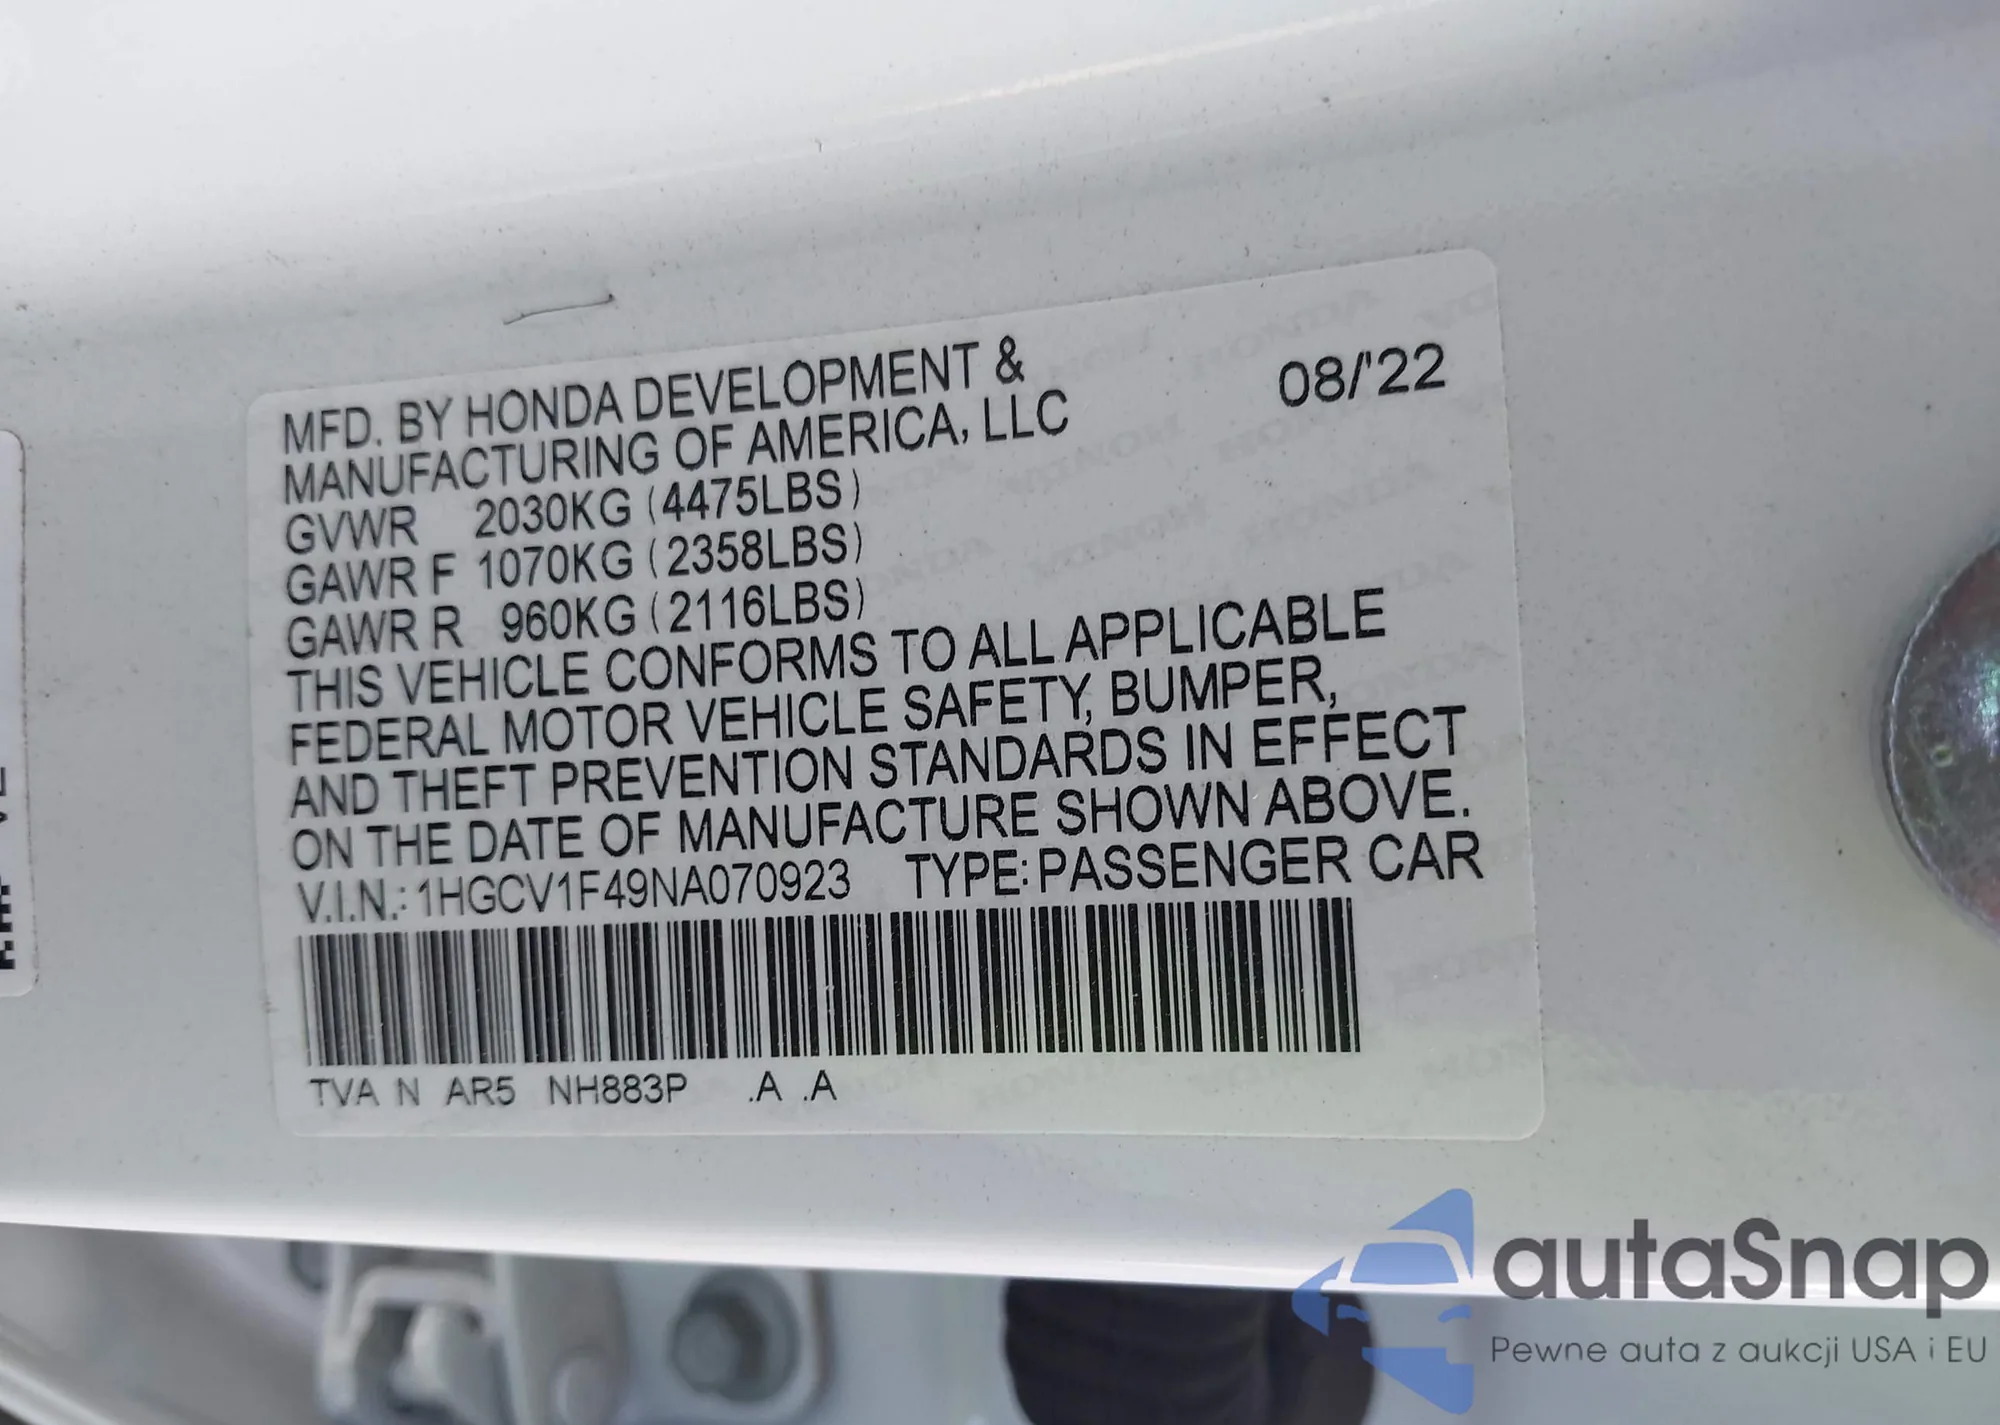 MFD. BY HONDA DEVELOPMENT &
MANUFACTURING OF AMERICA, LLC
08/'22
GVWR 2030KG (4475LBS)
GAWR F 1070KG (2358LBS)
GAWR R 960KG (2116LBS)
THIS VEHICLE CONFORMS TO ALL APPLICABLE
FEDERAL MOTOR VEHICLE SAFETY, BUMPER,
AND THEFT PREVENTION STANDARDS IN EFFECT
ON THE DATE OF MANUFACTURE SHOWN ABOVE.
V.I.N.: 1HGCV1F49NA070923 TYPE: PASSENGER CAR
TVA N AR5 NH883P .A .A
autaSnap
Pewne auta z aukcji USA i EU